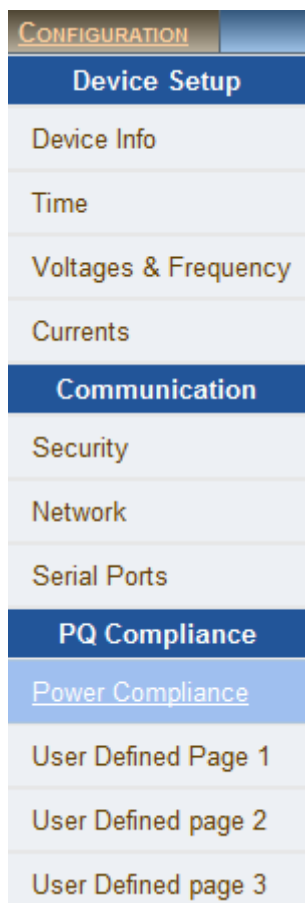 CONFIGURATION
Device Setup
Device Info
Time
Voltages & Frequency
Currents
Communication
Security
Network
Serial Ports
PQ Compliance
Power Compliance
User Defined Page 1
User Defined page 2
User Defined page 3